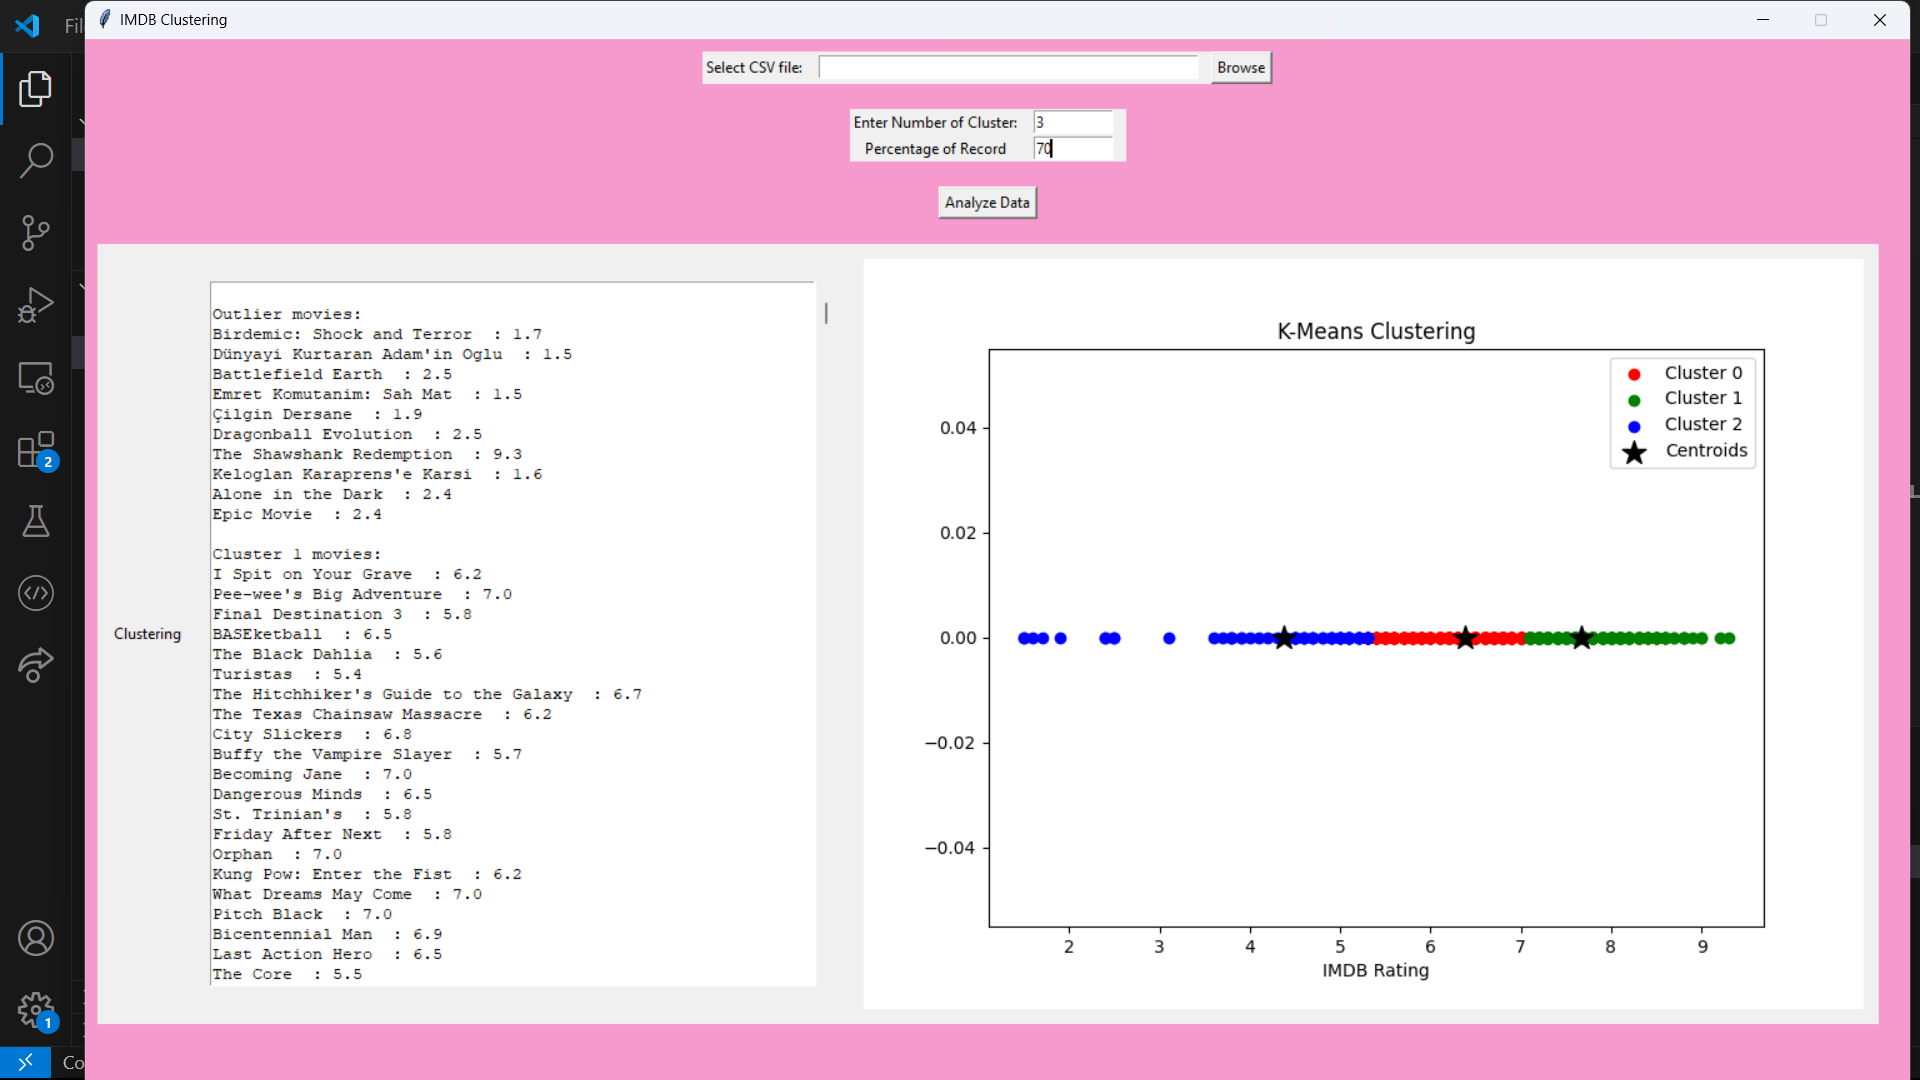 Fil
IMDB Clustering
Select CSV file:
Browse
Enter Number of Cluster: 3
Percentage of Record 70
Analyze Data
Clustering
Outlier movies:
Birdemic: Shock and Terror  : 1.7
Dünyayi Kurtaran Adam'in Oglu  : 1.5
Battlefield Earth  : 2.5
Emret Komutanim: Sah Mat  : 1.5
Çilgin Dersane  : 1.9
Dragonball Evolution  : 2.5
The Shawshank Redemption  : 9.3
Keloglan Karaprens'e Karsi  : 1.6
Alone in the Dark  : 2.4
Epic Movie  : 2.4
Cluster 1 movies:
I Spit on Your Grave  : 6.2
Pee-wee's Big Adventure  : 7.0
Final Destination 3  : 5.8
BASEketball  : 6.5
The Black Dahlia  : 5.6
Turistas  : 5.4
The Hitchhiker's Guide to the Galaxy  : 6.7
The Texas Chainsaw Massacre  : 6.2
City Slickers  : 6.8
Buffy the Vampire Slayer  : 5.7
Becoming Jane  : 7.0
Dangerous Minds  : 6.5
St. Trinian's  : 5.8
Friday After Next  : 5.8
Orphan  : 7.0
Kung Pow: Enter the Fist  : 6.2
What Dreams May Come  : 7.0
Pitch Black  : 7.0
Bicentennial Man  : 6.9
Last Action Hero  : 6.5
The Core  : 5.5
K-Means Clustering
Cluster 0
Cluster 1
Cluster 2
Centroids
0.04
0.02
0.00
−0.02
−0.04
2 3 4 5 6 7 8 9
IMDB Rating
2
1
Co